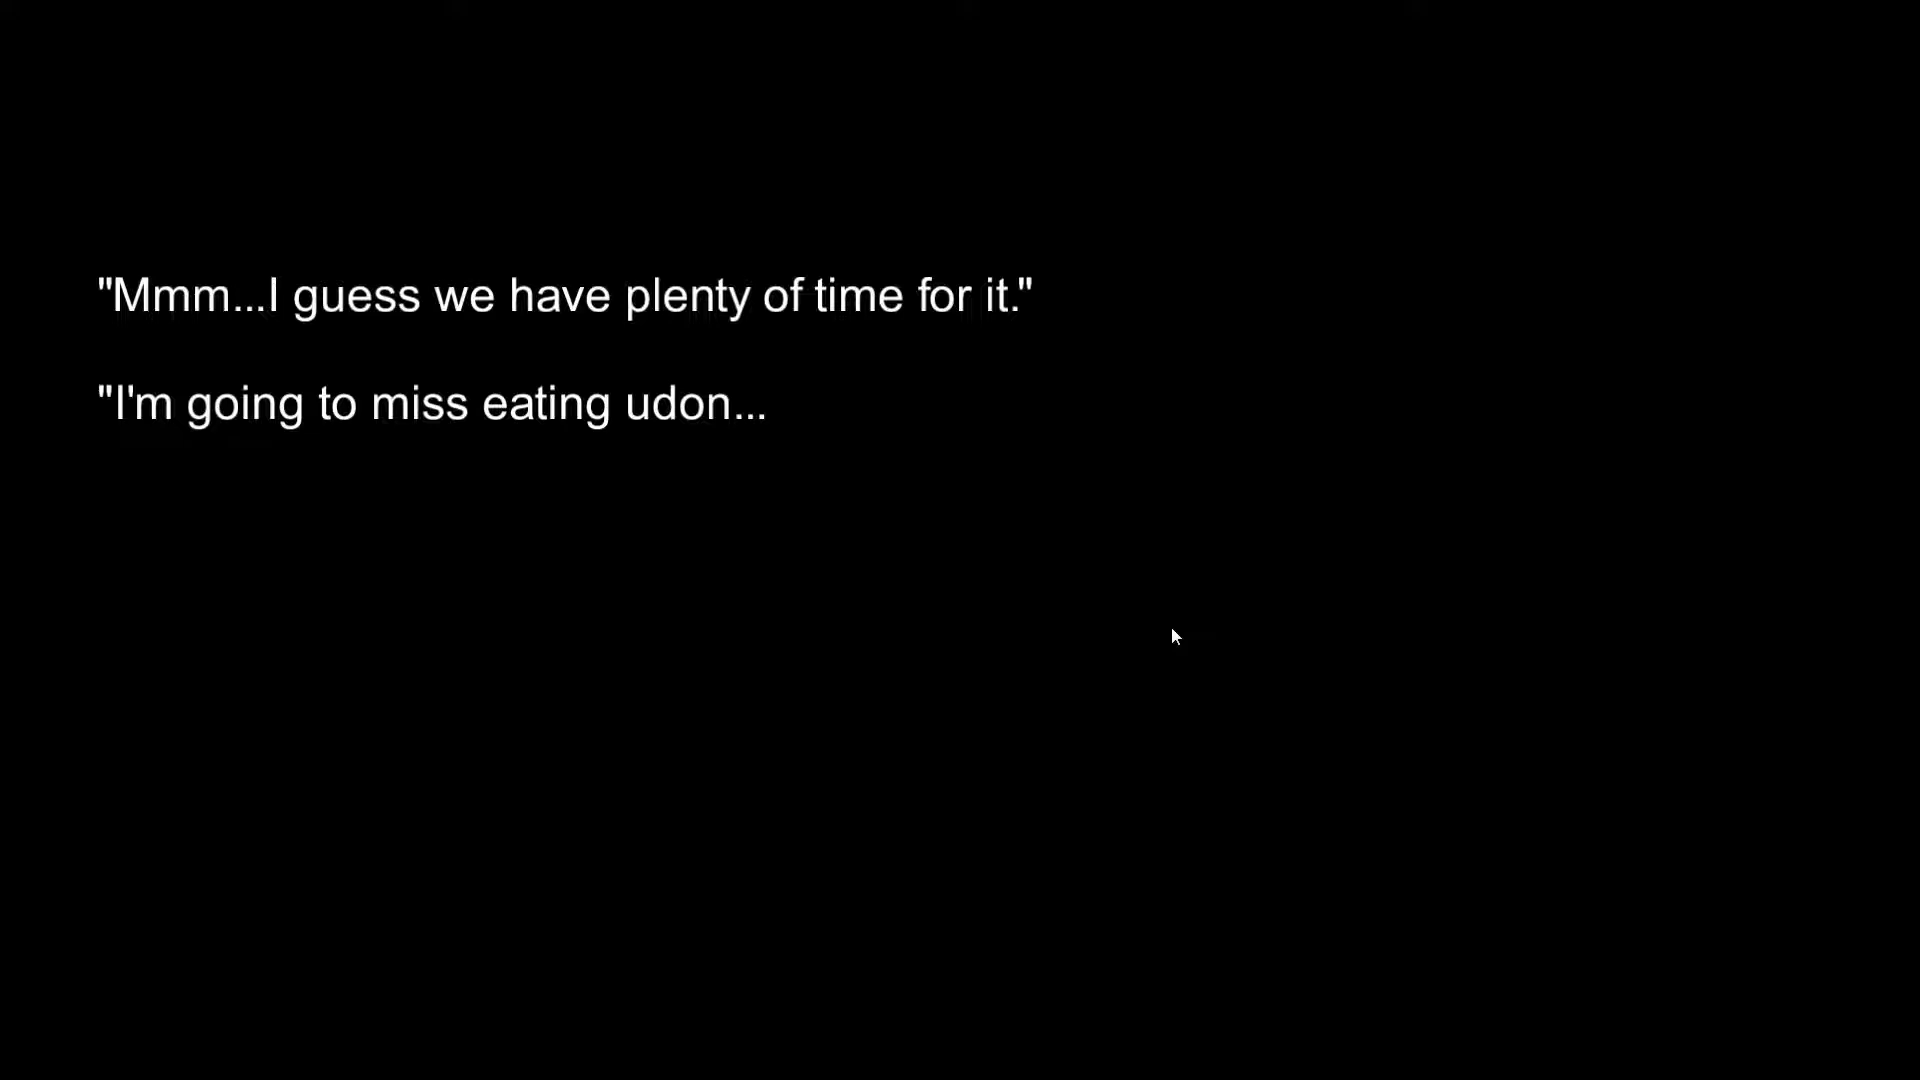 "Mmm...I guess we have plenty of time for it."
"I'm going to miss eating udon...